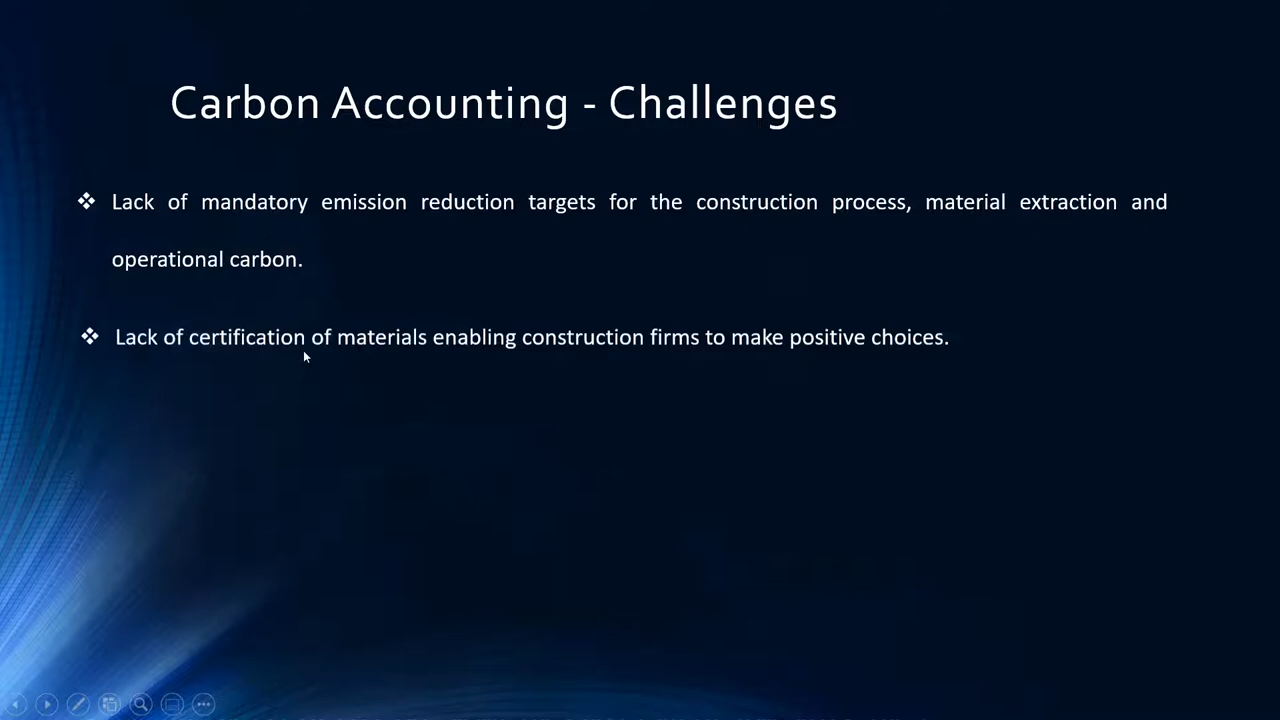 Carbon Accounting - Challenges
❖ Lack of mandatory emission reduction targets for the construction process, material extraction and
operational carbon.
❖ Lack of certification of materials enabling construction firms to make positive choices.